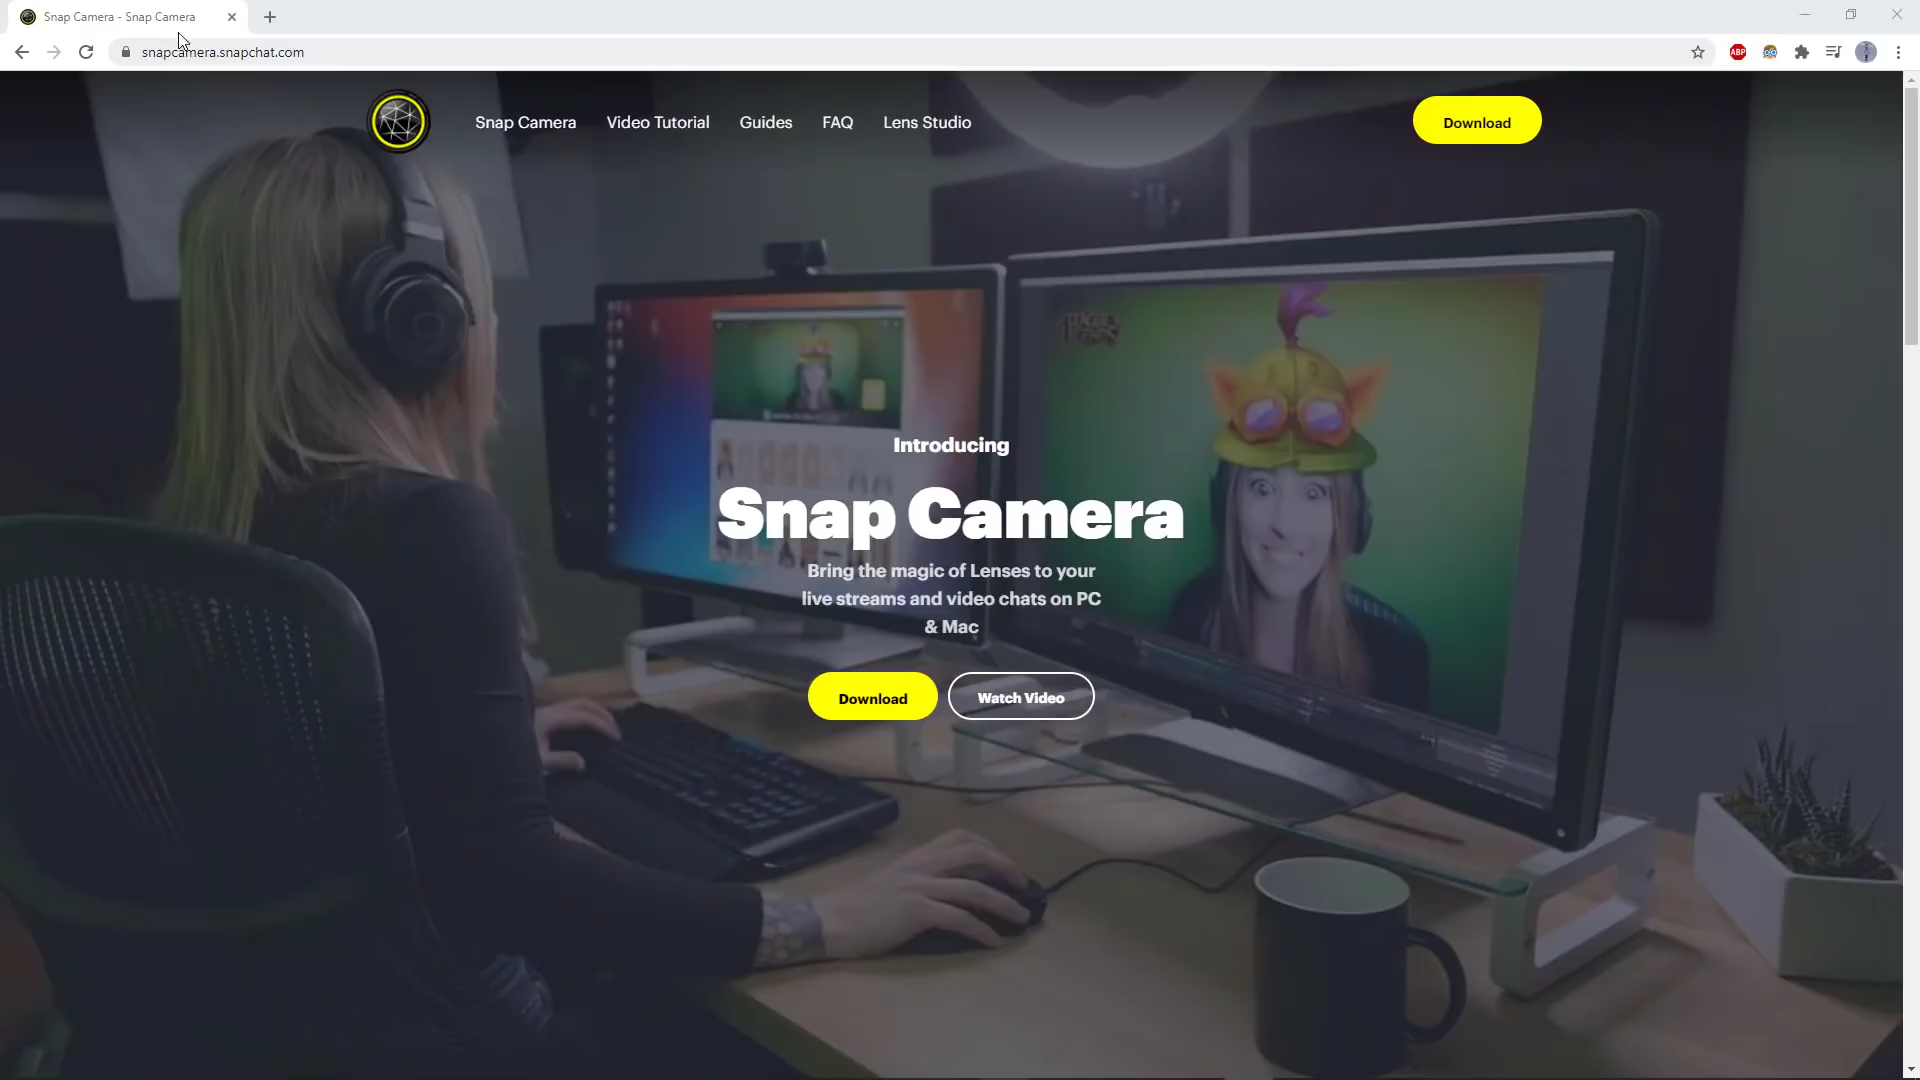 Snap Camera - Snap Camera
snapcamera.snapchat.com
ABP
Snap Camera Video Tutorial Guides FAQ Lens Studio
Download
Introducing
Snap Camera
Bring the magic of Lenses to your
live streams and video chats on PC
& Mac
Download
Watch Video